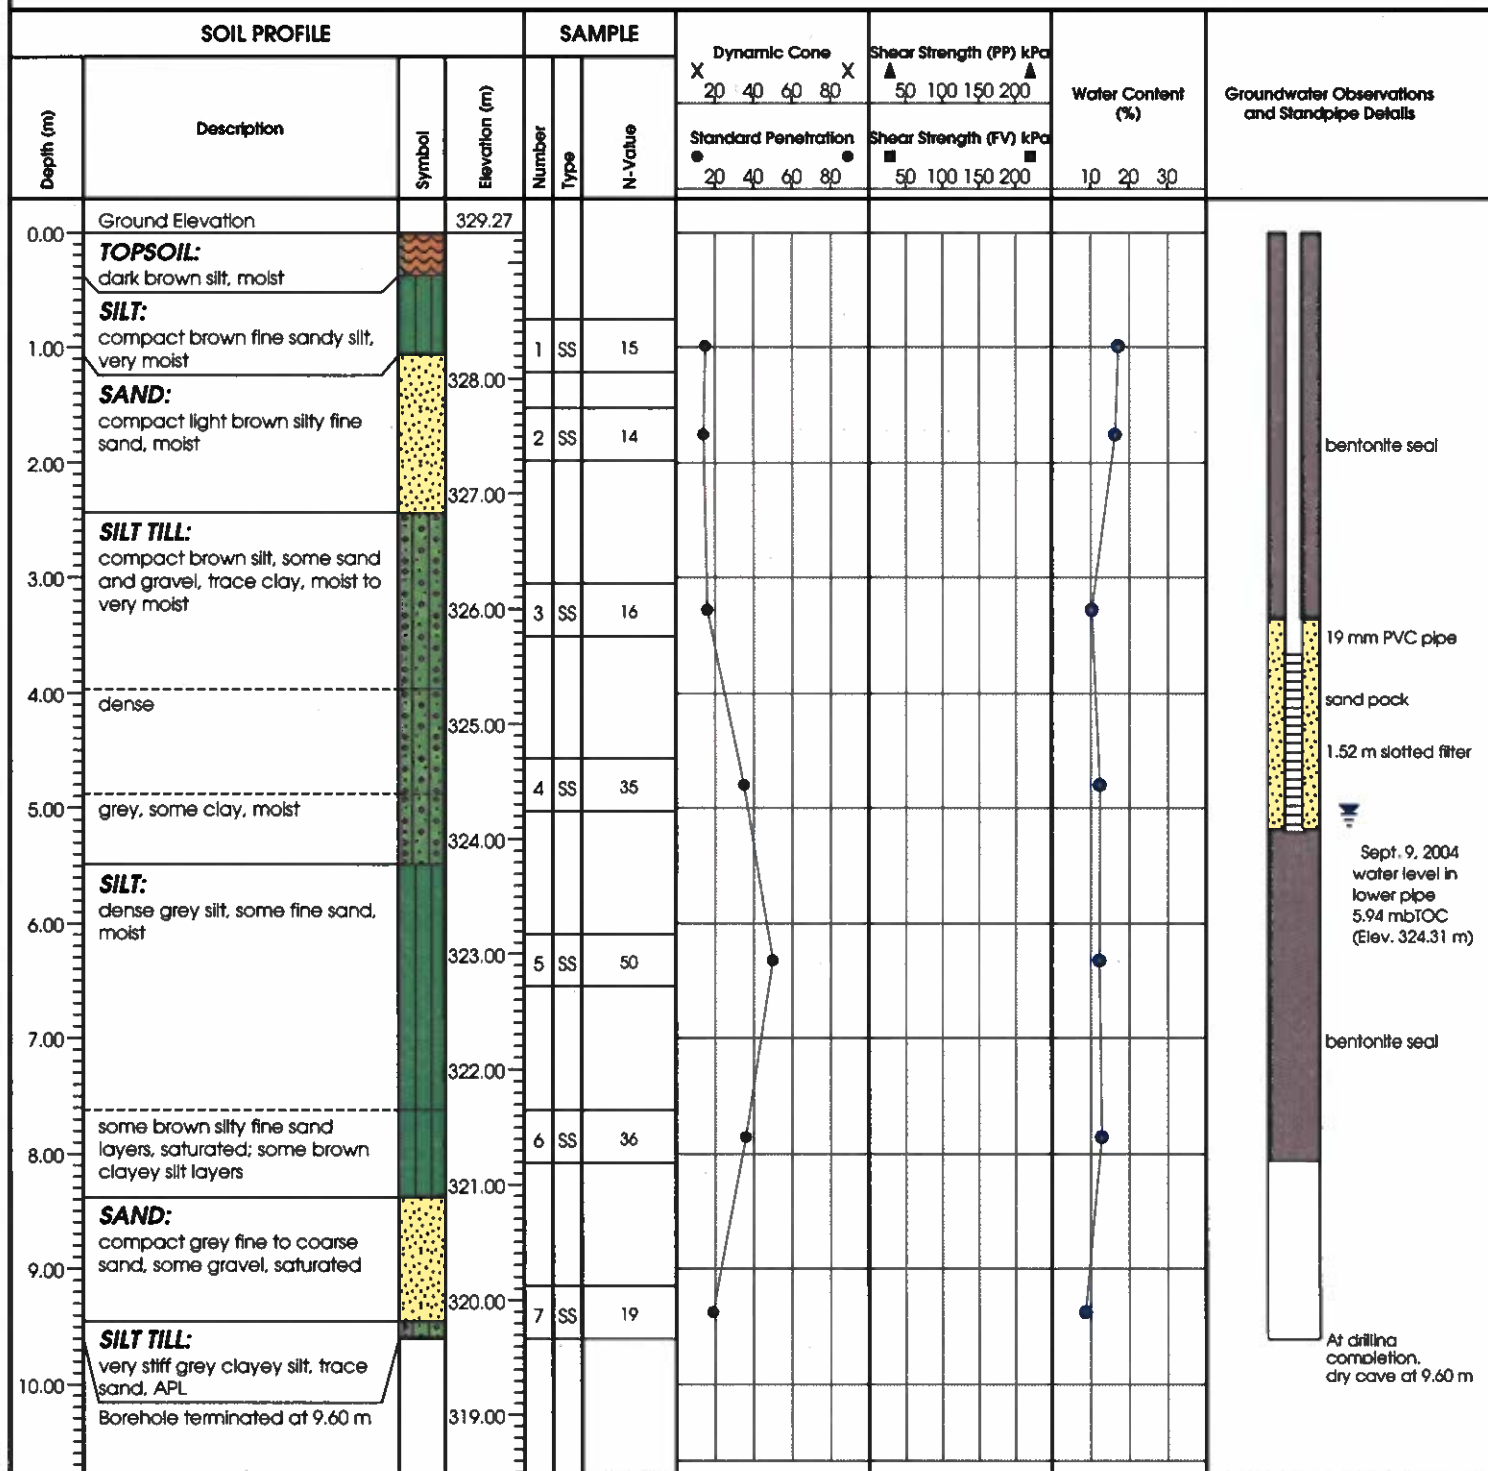 SOIL PROFILE
SAMPLE
Depth (m)
Description
Symbol
Elevation (m)
Number
Type
N-Value
Dynamic Cone
20 40 60 80
Standard Penetration
20 40 60 80
Shear Strength (PP) kPa
50 100 150 200
Shear Strength (FV) kPa
50 100 150 200
Water Content
(%)
10 20 30
Groundwater Observations
and Standpipe Details
Ground Elevation
329.27
0.00
TOPSOIL:
dark brown silt, moist
SILT:
compact brown fine sandy silt,
very moist
1.00
1 SS 15
328.00
SAND:
compact light brown silty fine
sand, moist
2 SS 14
bentonite seal
2.00
327.00
SILT TILL:
compact brown silt, some sand
and gravel, trace clay, moist to
very moist
3.00
326.00
3 SS 16
19 mm PVC pipe
4.00
dense
sand pack
325.00
1.52 m slotted filter
4 SS 35
5.00
grey, some clay, moist
324.00
Sept. 9, 2004
water level in
lower pipe
5.94 mbTOC
(Elev. 324.31 m)
SILT:
dense grey silt, some fine sand,
moist
6.00
323.00
5 SS 50
7.00
bentonite seal
322.00
some brown silty fine sand
layers, saturated; some brown
clayey silt layers
6 SS 36
8.00
321.00
SAND:
compact grey fine to coarse
sand, some gravel, saturated
9.00
320.00
7 SS 19
SILT TILL:
very stiff grey clayey silt, trace
sand, APL
At drilling
completion,
dry cave at 9.60 m
10.00
Borehole terminated at 9.60 m
319.00